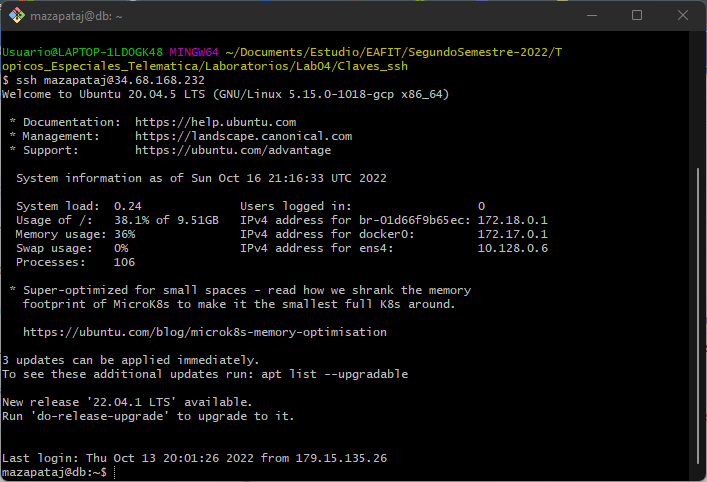 mazapataj@db: ~
Usuario@LAPTOP-1LDOGK48 MINGW64 ~/Documents/Estudio/EAFIT/SegundoSemestre-2022/T
opicos_Especiales_Telematica/Laboratorios/Lab04/Claves_ssh
$ ssh mazapataj@34.68.168.232
Welcome to Ubuntu 20.04.5 LTS (GNU/Linux 5.15.0-1018-gcp x86_64)
* Documentation:  https://help.ubuntu.com
* Management:     https://landscape.canonical.com
* Support:        https://ubuntu.com/advantage
System information as of Sun Oct 16 21:16:33 UTC 2022
System load:  0.24              Users logged in:                  0
Usage of /:   38.1% of 9.51GB   IPv4 address for br-01d66f9b65ec: 172.18.0.1
Memory usage: 36%               IPv4 address for docker0:         172.17.0.1
Swap usage:   0%                IPv4 address for ens4:            10.128.0.6
Processes:    106
* Super-optimized for small spaces - read how we shrank the memory
footprint of MicroK8s to make it the smallest full K8s around.
https://ubuntu.com/blog/microk8s-memory-optimisation
3 updates can be applied immediately.
To see these additional updates run: apt list --upgradable
New release '22.04.1 LTS' available.
Run 'do-release-upgrade' to upgrade to it.
Last login: Thu Oct 13 20:01:26 2022 from 179.15.135.26
mazapataj@db:~$